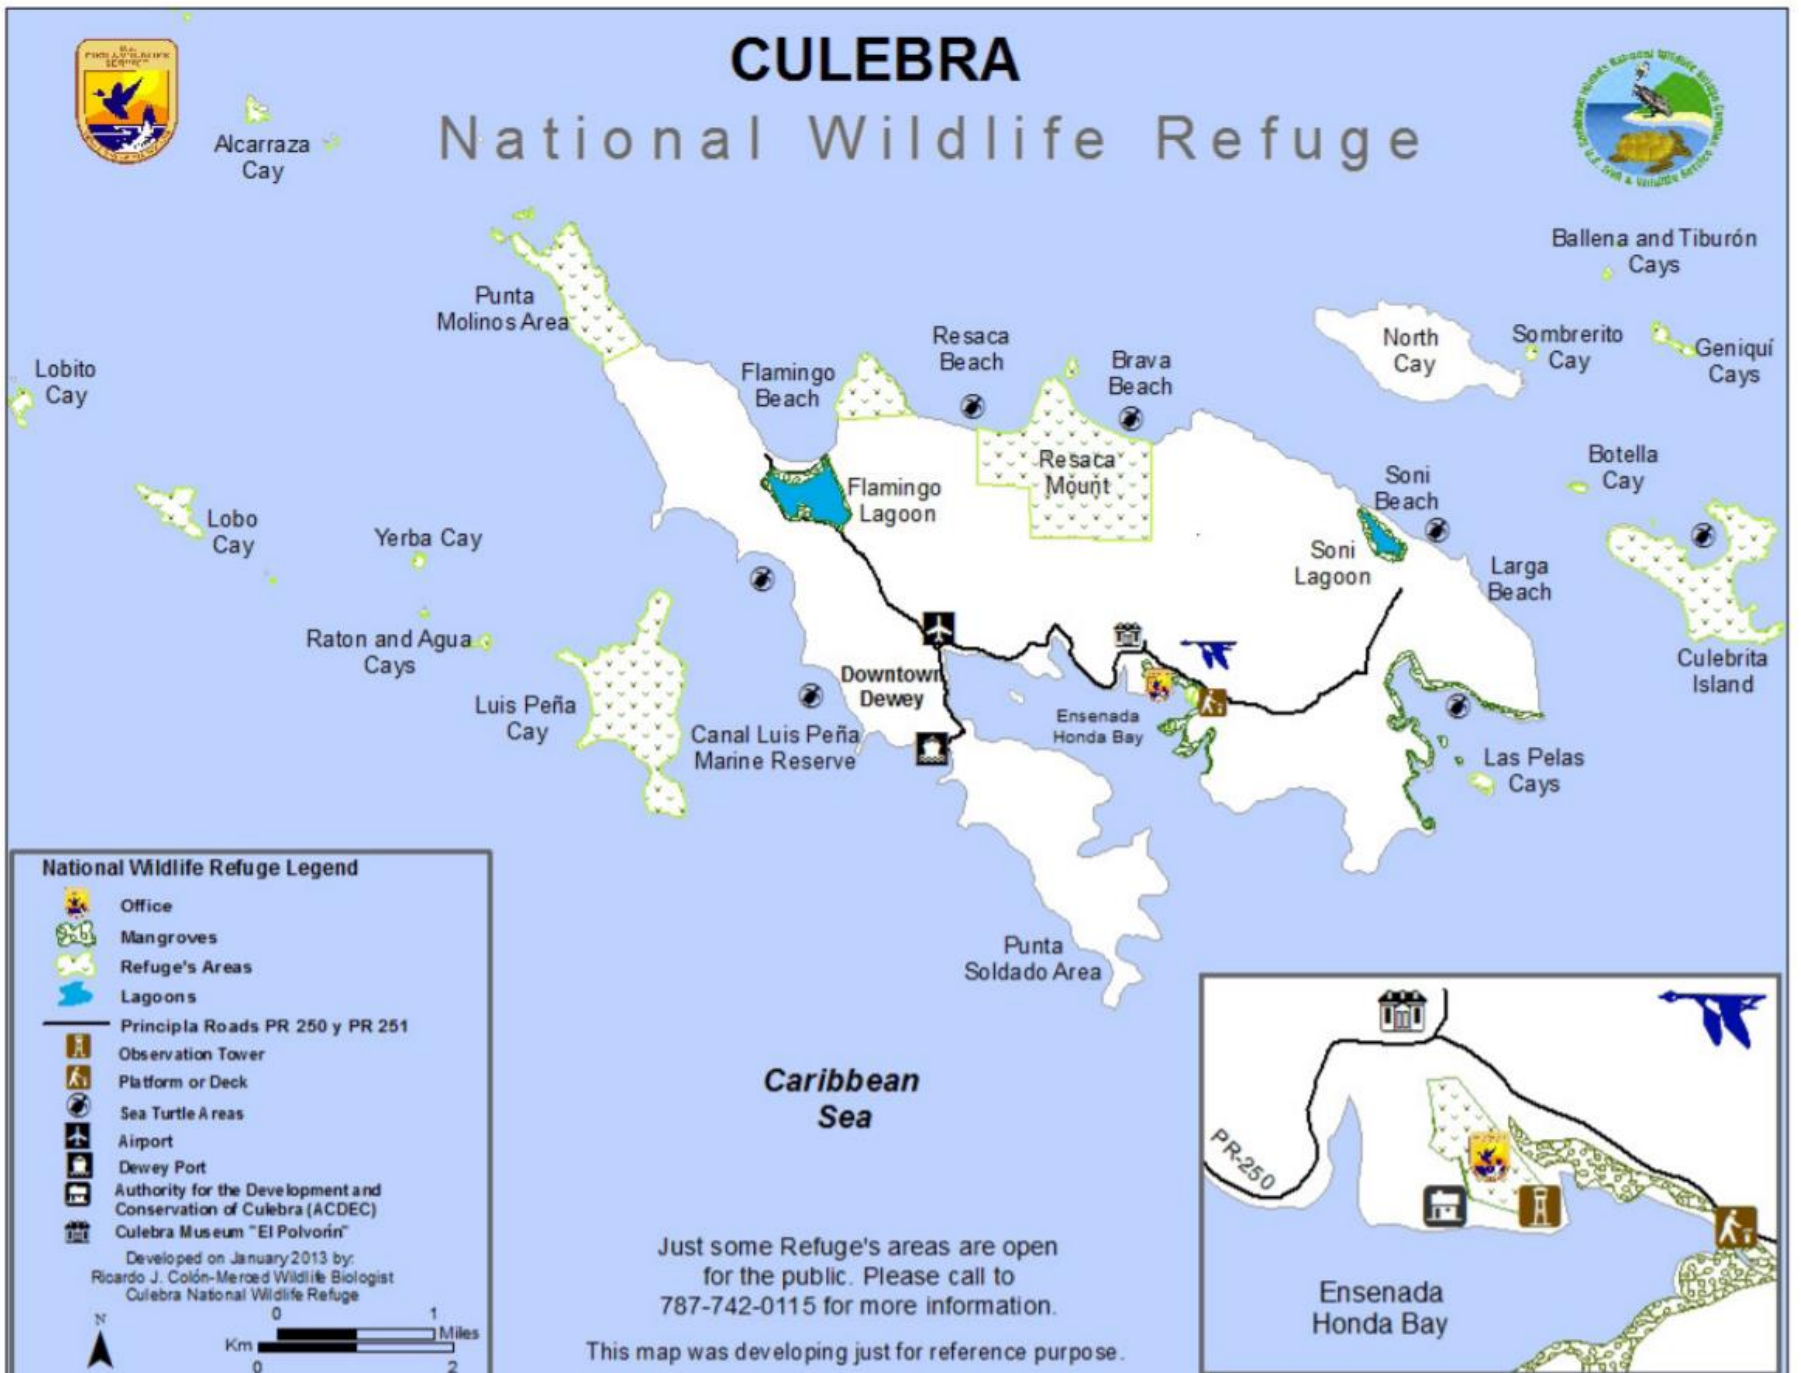 CULEBRA
National Wildlife Refuge
Alcarraza
Cay
Ballena and Tiburón
Cays
Punta
Molinos Area
Resaca
Beach
Brava
Beach
North
Cay
Sombrerito
Cay
Geniquí
Cays
Lobito
Cay
Flamingo
Beach
Resaca
Mount
Flamingo
Lagoon
Soni
Beach
Botella
Cay
Lobo
Cay
Yerba Cay
Soni
Lagoon
Larga
Beach
Raton and Agua
Cays
Culebrita
Island
Downtown
Dewey
Luis Peña
Cay
Ensenada
Honda Bay
Canal Luis Peña
Marine Reserve
Las Pelas
Cays
Punta
Soldado Area
National Wildlife Refuge Legend
Office
Mangroves
Refuge's Areas
Lagoons
Principla Roads PR 250 y PR 251
Observation Tower
Platform or Deck
Sea Turtle Areas
Airport
Dewey Port
Authority for the Development and
Conservation of Culebra (ACDEC)
Culebra Museum "El Polvorin"
Developed on January 2013 by:
Ricardo J. Colón-Merced Wildlife Biologist
Culebra National Wildlife Refuge
N
0 1
Miles
Km
0 2
Caribbean
Sea
Just some Refuge's areas are open
for the public. Please call to
787-742-0115 for more information.
This map was developing just for reference purpose.
PR-250
Ensenada
Honda Bay